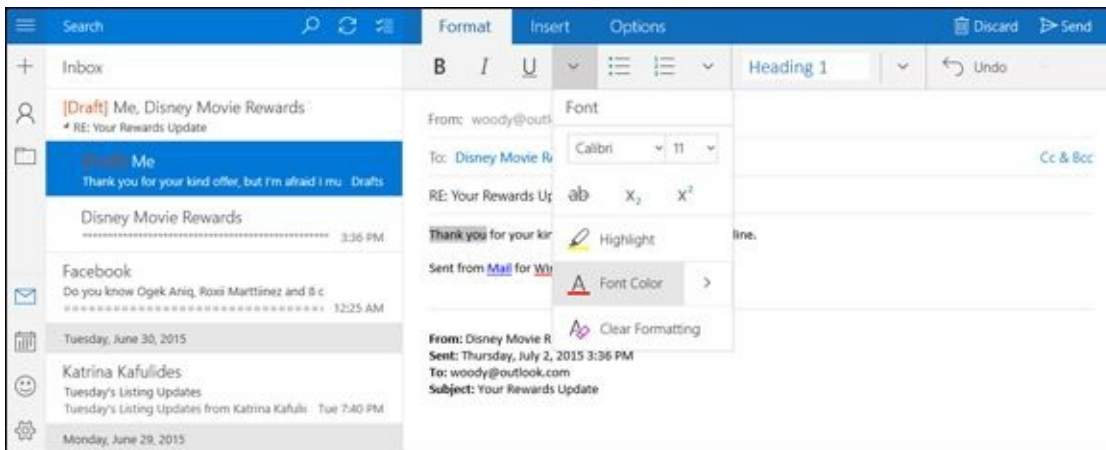 Search
Format Insert Options
Discard Send
Inbox
B I U
Heading 1
Undo
[Draft] Me, Disney Movie Rewards
RE: Your Rewards Update
[Draft] Me
Thank you for your kind offer, but I'm afraid I mu Drafts
Disney Movie Rewards
3:36 PM
Facebook
Do you know Ogek Aniq, Roxii Marttiinez and 8 c
12:25 AM
Tuesday, June 30, 2015
Katrina Kafulides
Tuesday's Listing Updates
Tuesday's Listing Updates from Katrina Kafuli Tue 7:40 PM
Monday, June 29, 2015
From: woody@outl
To: Disney Movie R
Cc & Bcc
RE: Your Rewards Up
Thank you for your kin
line.
Sent from Mail for Wi
From: Disney Movie R
Sent: Thursday, July 2, 2015 3:36 PM
To: woody@outlook.com
Subject: Your Rewards Update
Font
Calibri 11
ab X₂ X²
Highlight
A Font Color
A Clear Formatting